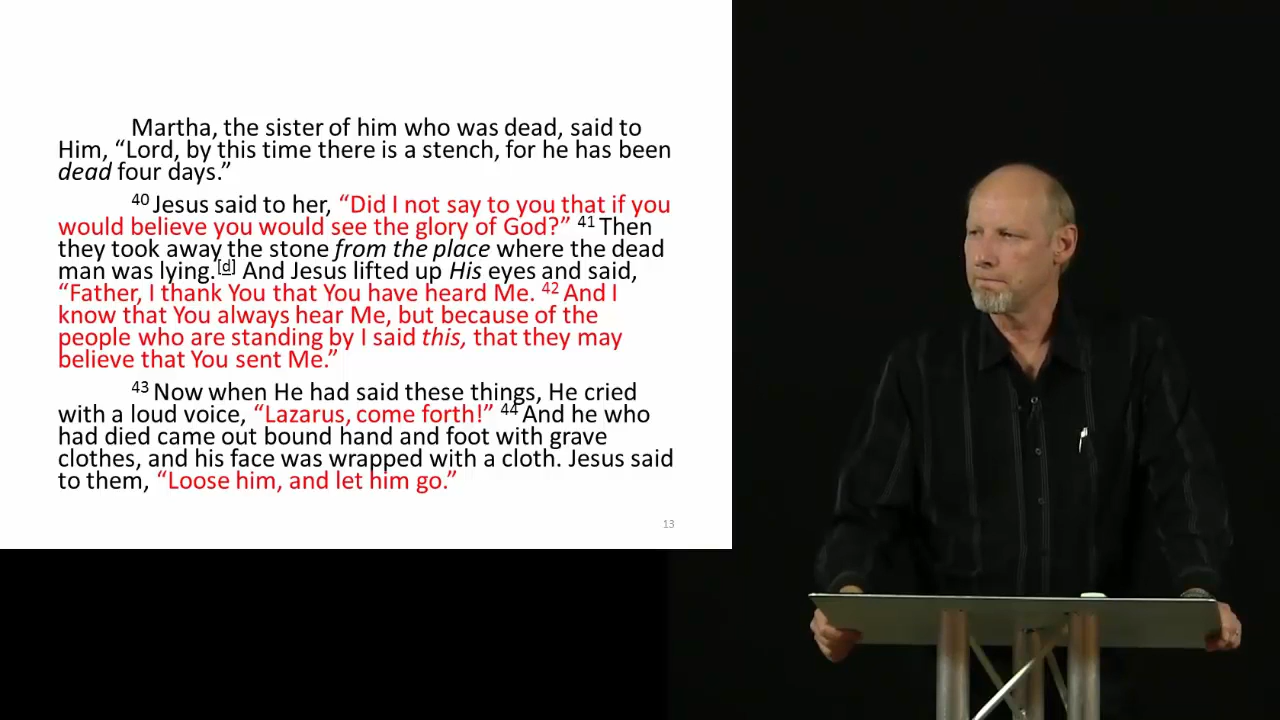 Martha, the sister of him who was dead, said to
Him, “Lord, by this time there is a stench, for he has been
dead four days.”
40 Jesus said to her, “Did I not say to you that if you
would believe you would see the glory of God?” 41 Then
they took away the stone from the place where the dead
man was lying.[d] And Jesus lifted up His eyes and said,
“Father, I thank You that You have heard Me. 42 And I
know that You always hear Me, but because of the
people who are standing by I said this, that they may
believe that You sent Me.”
43 Now when He had said these things, He cried
with a loud voice, “Lazarus, come forth!” 44 And he who
had died came out bound hand and foot with grave
clothes, and his face was wrapped with a cloth. Jesus said
to them, “Loose him, and let him go.”
13